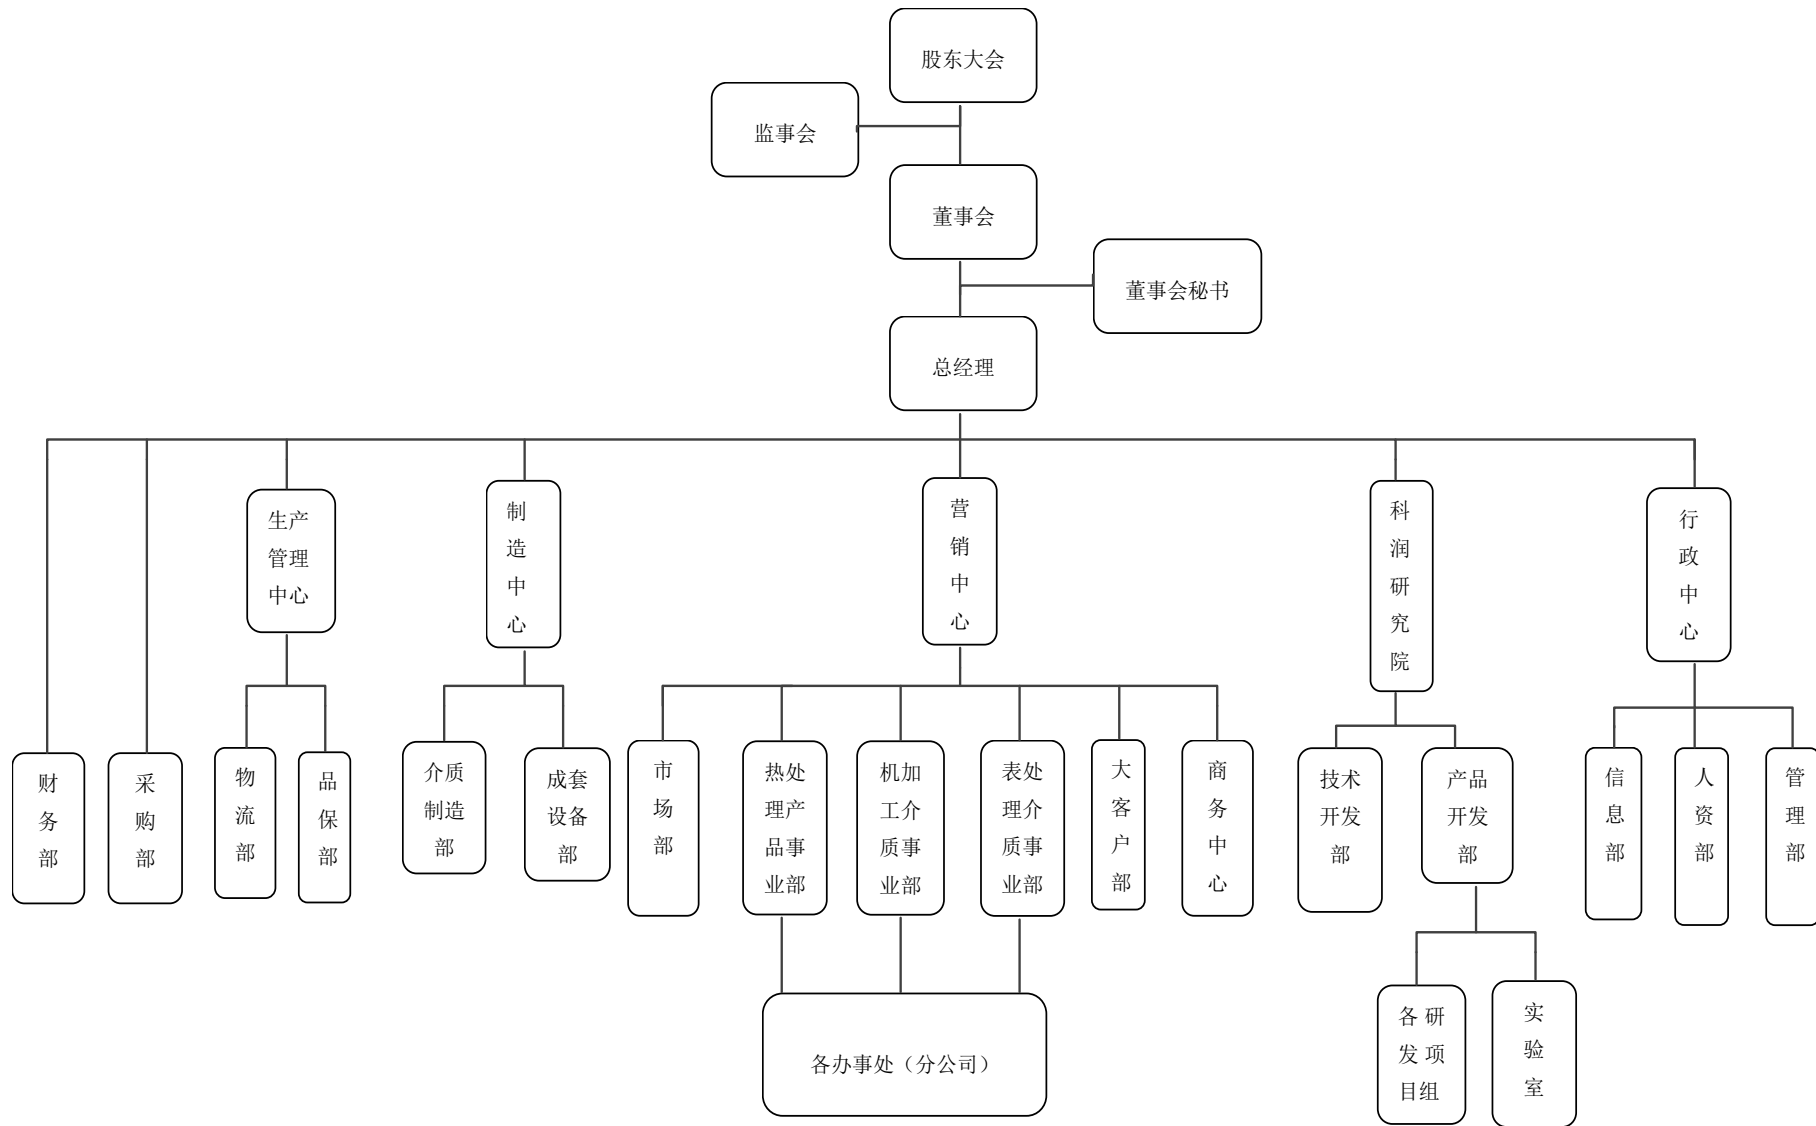 股东大会
监事会
董事会
董事会秘书
总经理
生产
管理
中心
制
造
中
心
营
销
中
心
科
润
研
究
院
行
政
中
心
财
务
部
采
购
部
物
流
部
品
保
部
介质
制造
部
成套
设备
部
市
场
部
热处
理产
品事
业部
机加
工介
质事
业部
表处
理介
质事
业部
大
客
户
部
商
务
中
心
技术
开发
部
产品
开发
部
信
息
部
人
资
部
管
理
部
各办事处（分公司）
各 研
发 项
目组
实
验
室